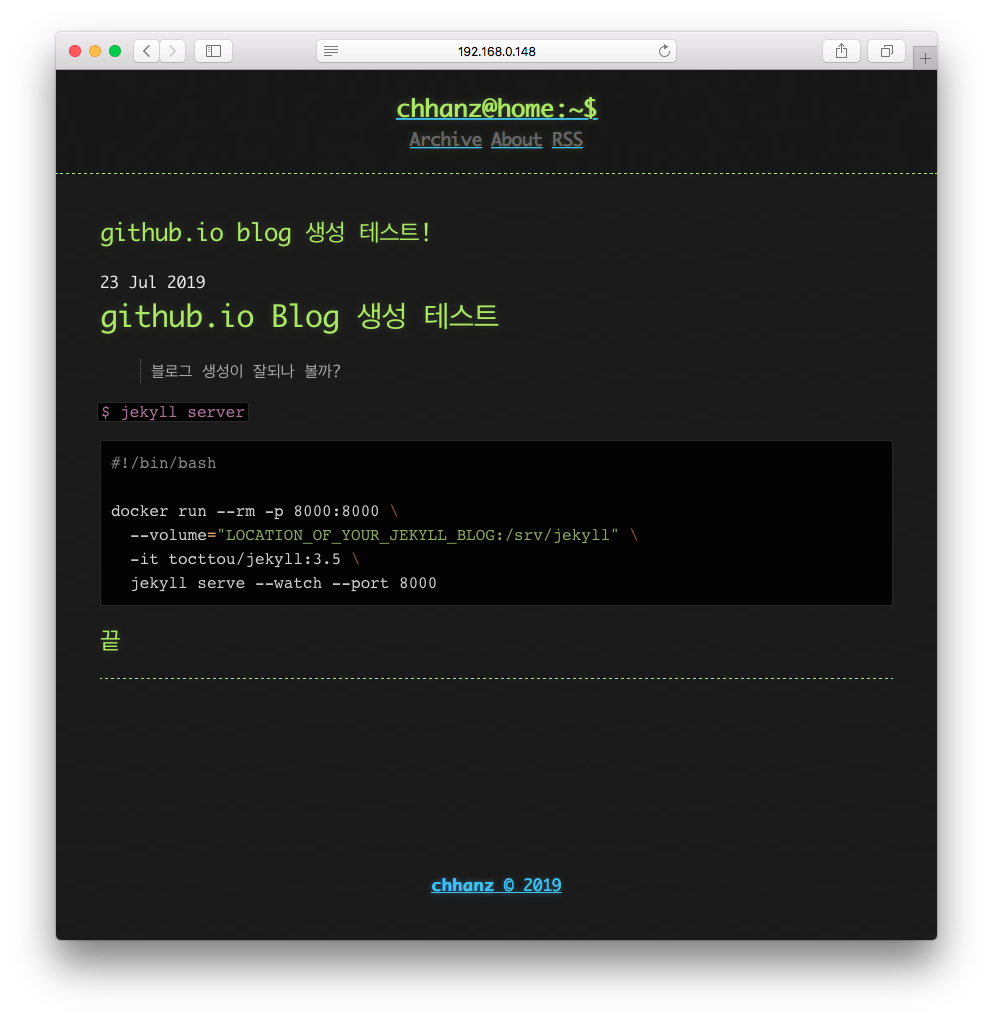 192.168.0.148
chhanz@home:~$
Archive About RSS
github.io blog 생성 테스트!
23 Jul 2019
github.io Blog 생성 테스트
블로그 생성이 잘되나 볼까?
$ jekyll server
#!/bin/bash
docker run --rm -p 8000:8000 \
  --volume="LOCATION_OF_YOUR_JEKYLL_BLOG:/srv/jekyll" \
  -it tocttou/jekyll:3.5 \
  jekyll serve --watch --port 8000
끝
chhanz © 2019